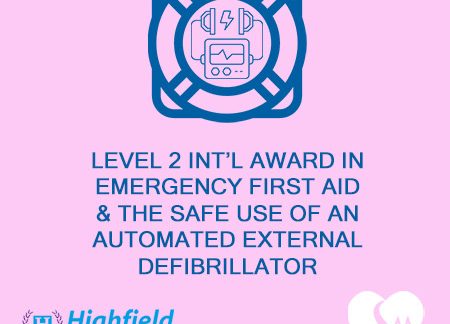 LEVEL 2 INT'L AWARD IN
EMERGENCY FIRST AID
& THE SAFE USE OF AN
AUTOMATED EXTERNAL
DEFIBRILLATOR
Highfield